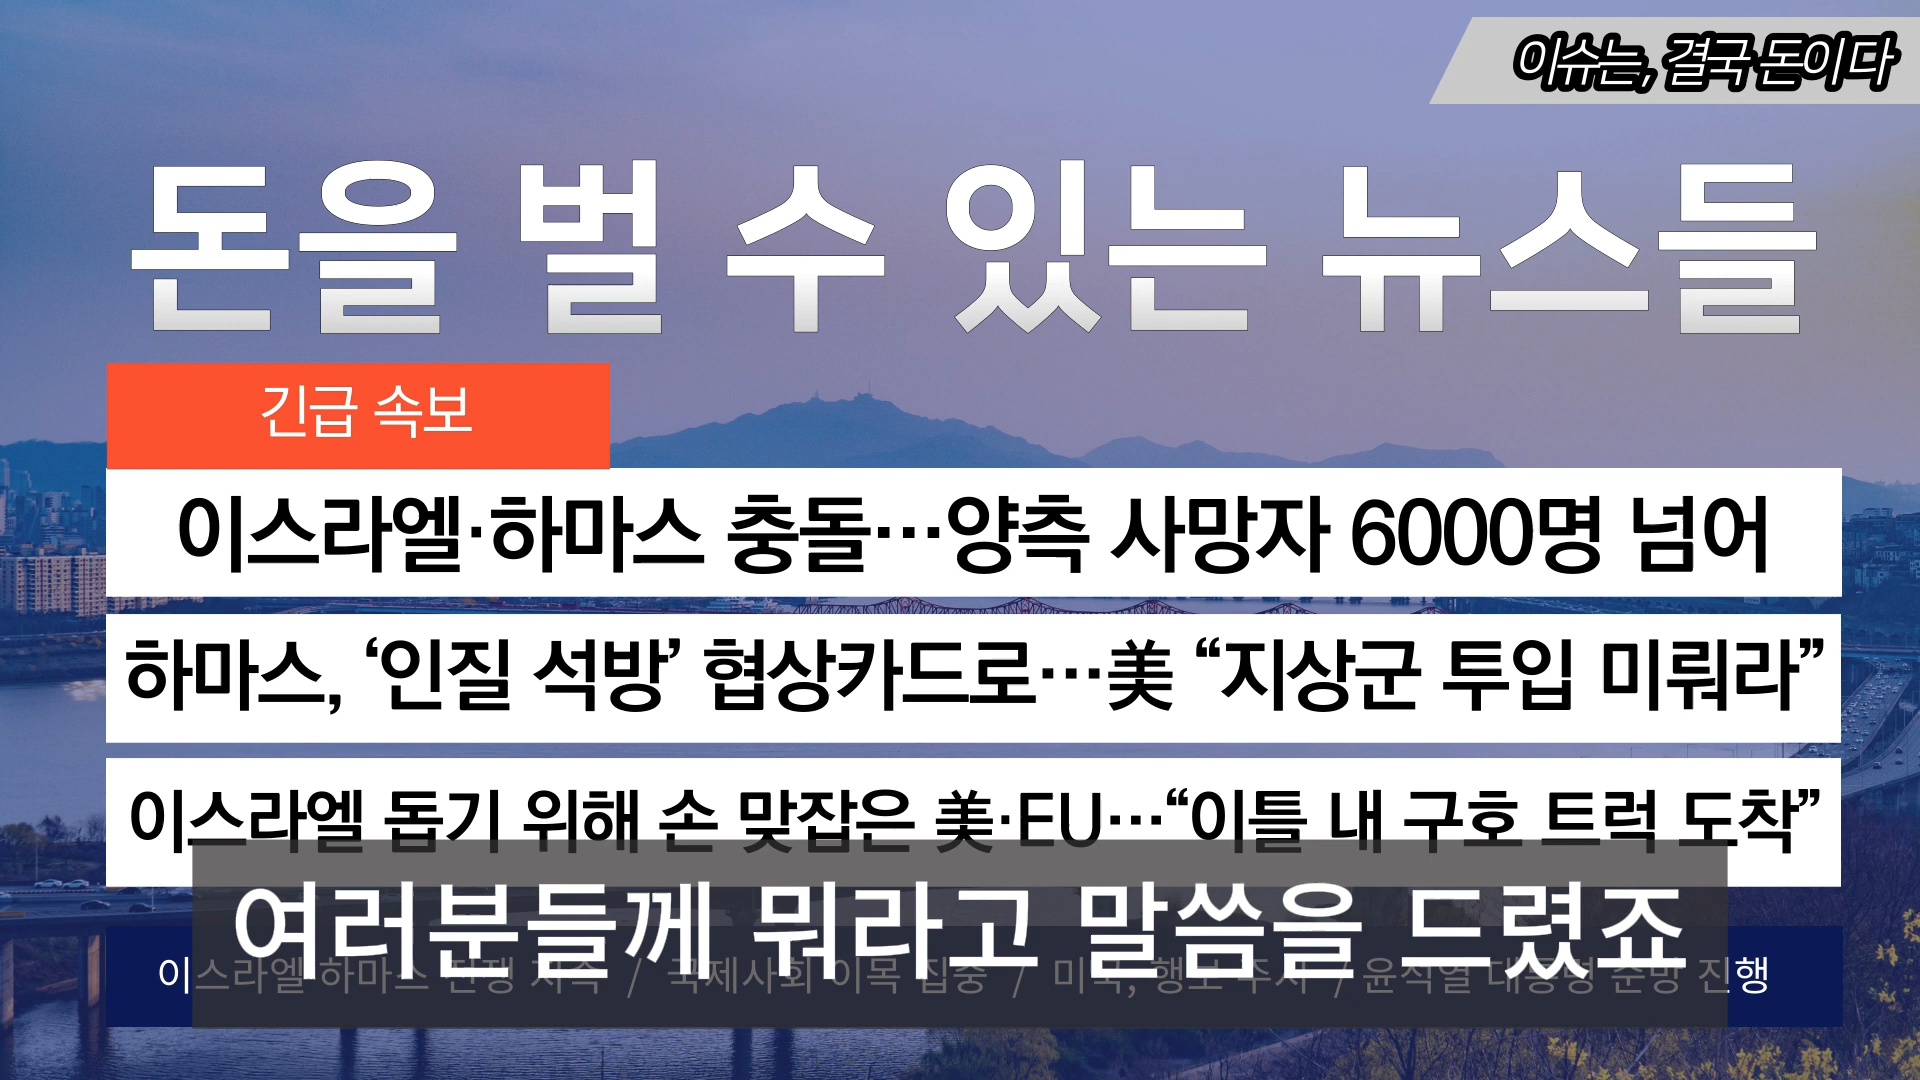 이슈는, 결국 돈이다
돈을 벌 수 있는 뉴스들
긴급 속보
이스라엘·하마스 충돌…양측 사망자 6000명 넘어
하마스, ‘인질 석방’ 협상카드로…美 “지상군 투입 미뤄라”
이스라엘 돕기 위해 손 맞잡은 美·EU…“이틀 내 구호 트럭 도착”
여러분들께 뭐라고 말씀을 드렸죠
이스라엘 하마스 전쟁 지속 / 국제사회 이목 집중 / 미국, 행보 주시 / 윤석열 대통령 순방 진행